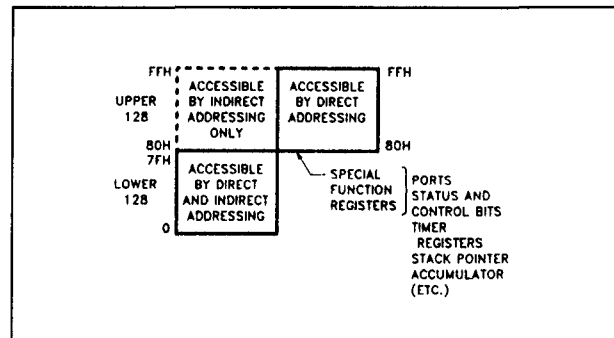 FFH
UPPER
128
80H
7FH
LOWER
128
0
ACCESSIBLE
BY INDIRECT
ADDRESSING
ONLY
ACCESSIBLE
BY DIRECT
ADDRESSING
FFH
80H
ACCESSIBLE
BY DIRECT
AND INDIRECT
ADDRESSING
SPECIAL
FUNCTION
REGISTERS
PORTS
STATUS AND
CONTROL BITS
TIMER
REGISTERS
STACK POINTER
ACCUMULATOR
(ETC.)